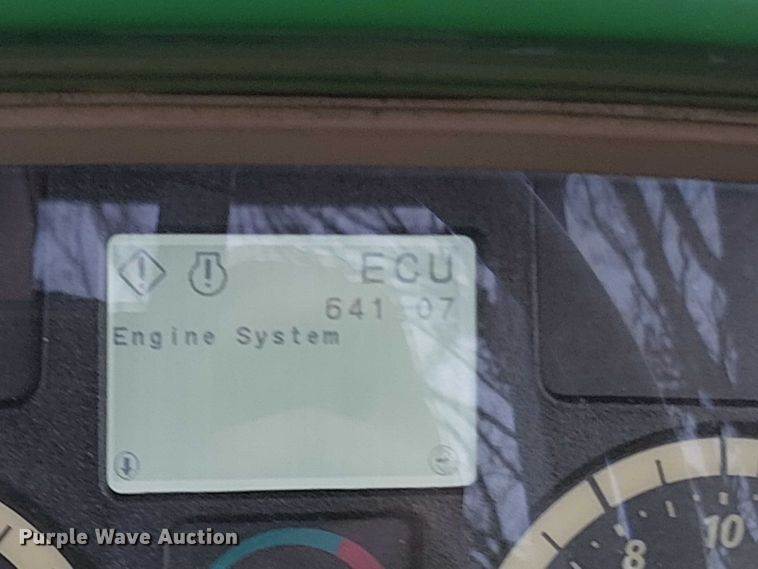 ECU
641 07
Engine System
8
10
Purple Wave Auction